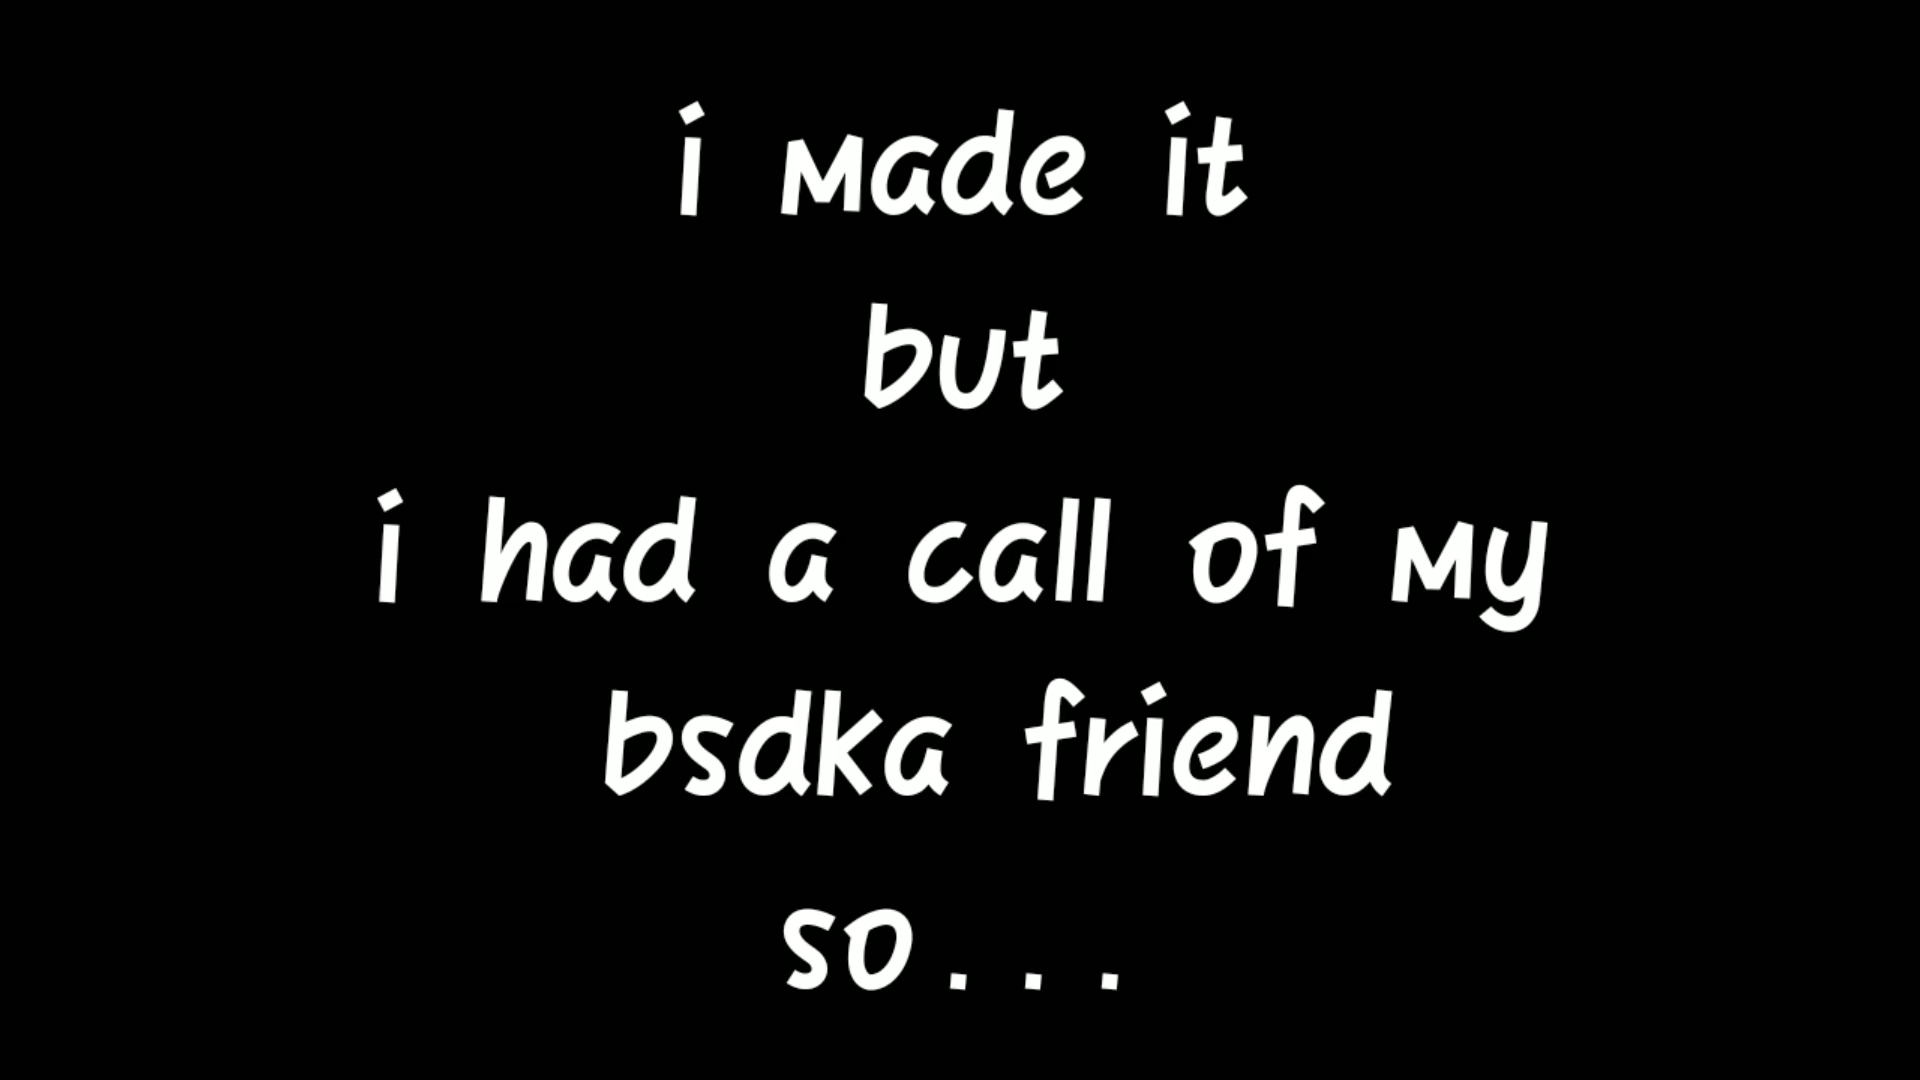 i made it
but
i had a call of my
bsdka friend
so...